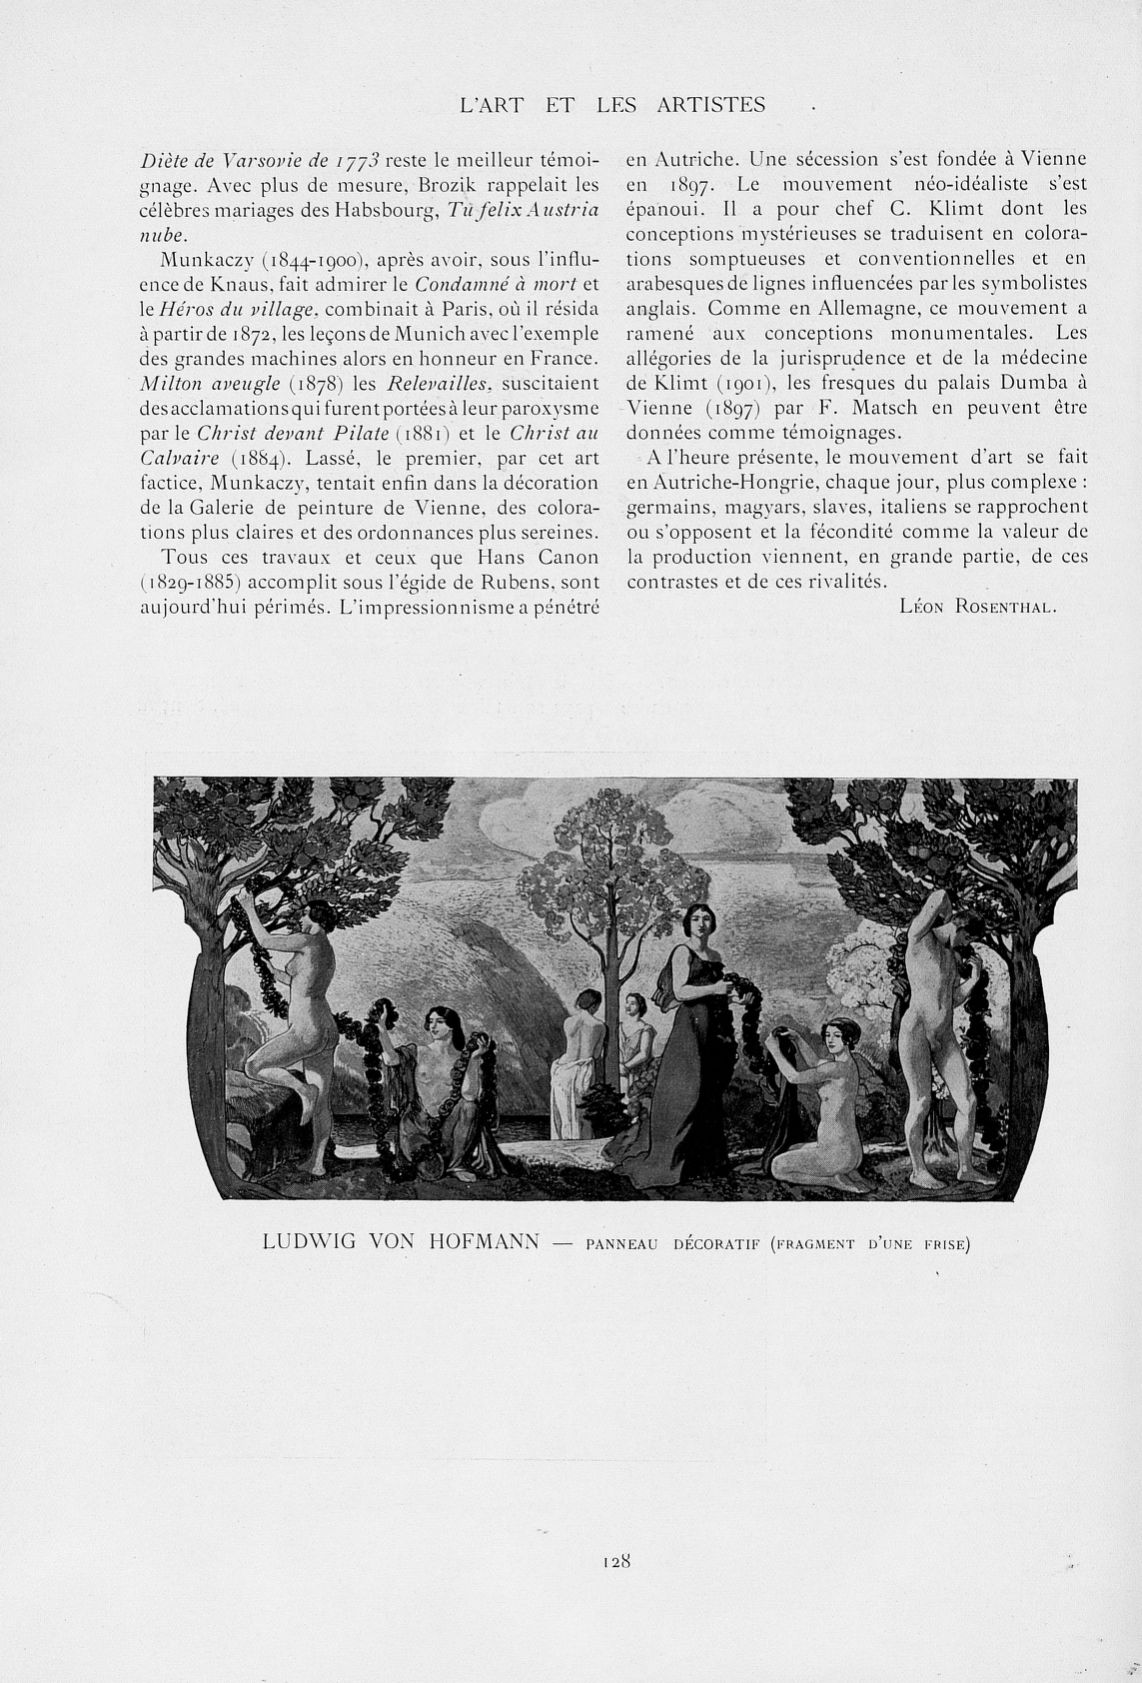 L'ART ET LES ARTISTES
Diète de Varsovie de 1773 reste le meilleur témoi-
gnage. Avec plus de mesure, Brozik rappelait les
célèbres mariages des Habsbourg, Tu felix Austria
nube.
Munkaczy (1844-1900), après avoir, sous l'influ-
ence de Knaus, fait admirer le Condamné à mort et
le Héros du village, combinait à Paris, où il résida
à partir de 1872, les leçons de Munich avec l'exemple
des grandes machines alors en honneur en France.
Milton aveugle (1878) les Relevailles, suscitaient
des acclamations qui furent portées à leur paroxysme
par le Christ devant Pilate (1881) et le Christ au
Calvaire (1884). Lassé, le premier, par cet art
factice, Munkaczy, tentait enfin dans la décoration
de la Galerie de peinture de Vienne, des colora-
tions plus claires et des ordonnances plus sereines.
Tous ces travaux et ceux que Hans Canon
(1829-1885) accomplit sous l'égide de Rubens, sont
aujourd'hui périmés. L'impressionnisme a pénétré
en Autriche. Une sécession s'est fondée à Vienne
en 1897. Le mouvement néo-idéaliste s'est
épanoui. Il a pour chef C. Klimt dont les
conceptions mystérieuses se traduisent en colora-
tions somptueuses et conventionnelles et en
arabesques de lignes influencées par les symbolistes
anglais. Comme en Allemagne, ce mouvement a
ramené aux conceptions monumentales. Les
allégories de la jurisprudence et de la médecine
de Klimt (1901), les fresques du palais Dumba à
Vienne (1897) par F. Matsch en peuvent être
données comme témoignages.
A l'heure présente, le mouvement d'art se fait
en Autriche-Hongrie, chaque jour, plus complexe :
germains, magyars, slaves, italiens se rapprochent
ou s'opposent et la fécondité comme la valeur de
la production viennent, en grande partie, de ces
contrastes et de ces rivalités.
LÉON ROSENTHAL.
LUDWIG VON HOFMANN — PANNEAU DÉCORATIF (FRAGMENT D'UNE FRISE)
128